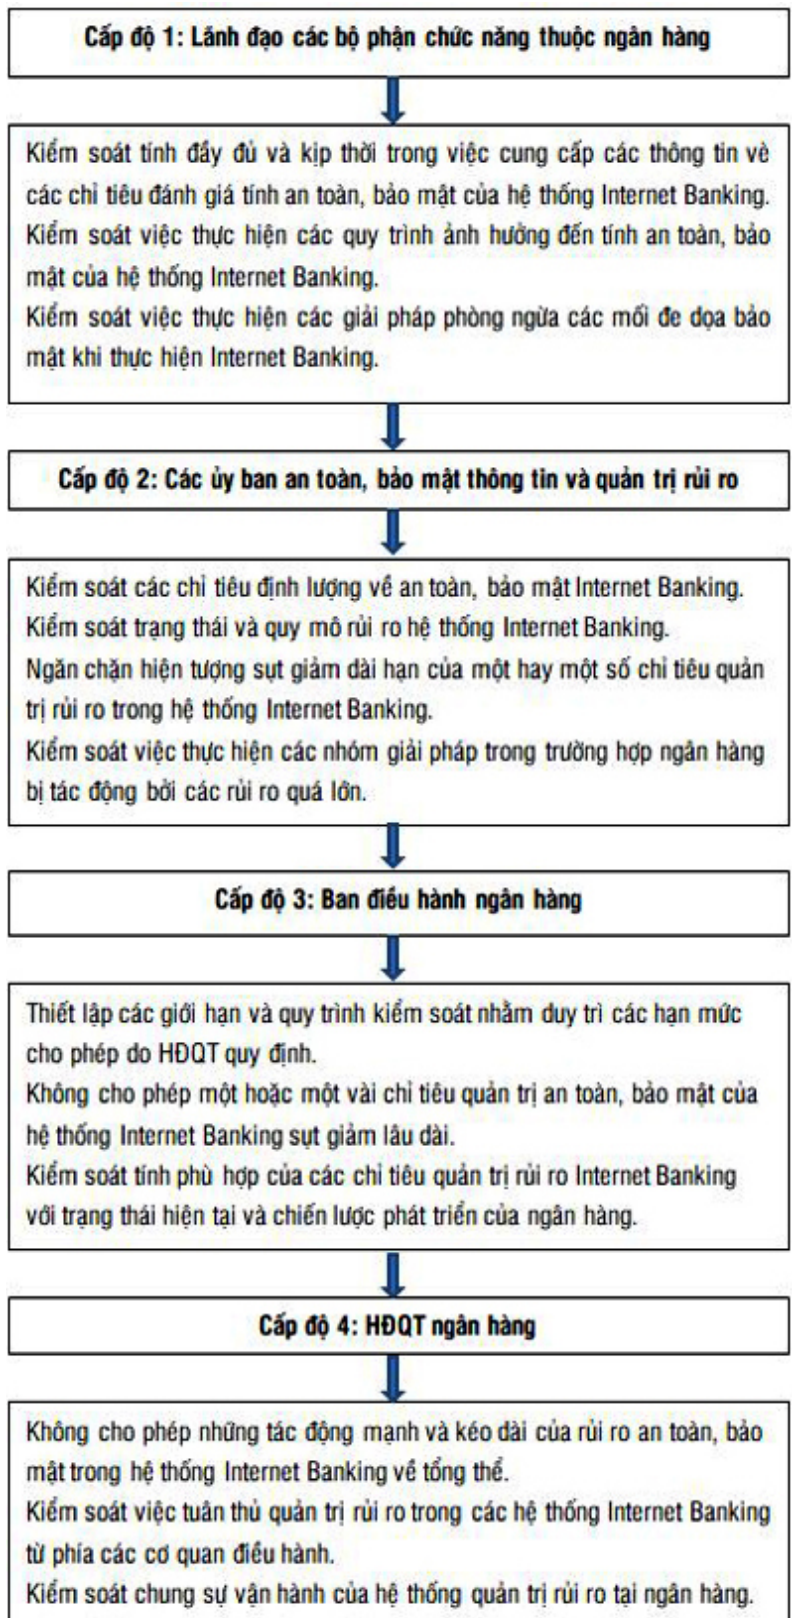 Cấp độ 1: Lãnh đạo các bộ phận chức năng thuộc ngân hàng
Kiểm soát tính đầy đủ và kịp thời trong việc cung cấp các thông tin về
các chỉ tiêu đánh giá tính an toàn, bảo mật của hệ thống Internet Banking.
Kiểm soát việc thực hiện các quy trình ảnh hưởng đến tính an toàn, bảo
mật của hệ thống Internet Banking.
Kiểm soát việc thực hiện các giải pháp phòng ngừa các mối đe dọa bảo
mật khi thực hiện Internet Banking.
Cấp độ 2: Các ủy ban an toàn, bảo mật thông tin và quản trị rủi ro
Kiểm soát các chỉ tiêu định lượng về an toàn, bảo mật Internet Banking.
Kiểm soát trạng thái và quy mô rủi ro hệ thống Internet Banking.
Ngăn chặn hiện tượng sụt giảm dài hạn của một hay một số chỉ tiêu quản
trị rủi ro trong hệ thống Internet Banking.
Kiểm soát việc thực hiện các nhóm giải pháp trong trường hợp ngân hàng
bị tác động bởi các rủi ro quá lớn.
Cấp độ 3: Ban điều hành ngân hàng
Thiết lập các giới hạn và quy trình kiểm soát nhằm duy trì các hạn mức
cho phép do HĐQT quy định.
Không cho phép một hoặc một vài chỉ tiêu quản trị an toàn, bảo mật của
hệ thống Internet Banking sụt giảm lâu dài.
Kiểm soát tính phù hợp của các chỉ tiêu quản trị rủi ro Internet Banking
với trạng thái hiện tại và chiến lược phát triển của ngân hàng.
Cấp độ 4: HĐQT ngân hàng
Không cho phép những tác động mạnh và kéo dài của rủi ro an toàn, bảo
mật trong hệ thống Internet Banking về tổng thể.
Kiểm soát việc tuân thủ quản trị rủi ro trong các hệ thống Internet Banking
từ phía các cơ quan điều hành.
Kiểm soát chung sự vận hành của hệ thống quản trị rủi ro tại ngân hàng.